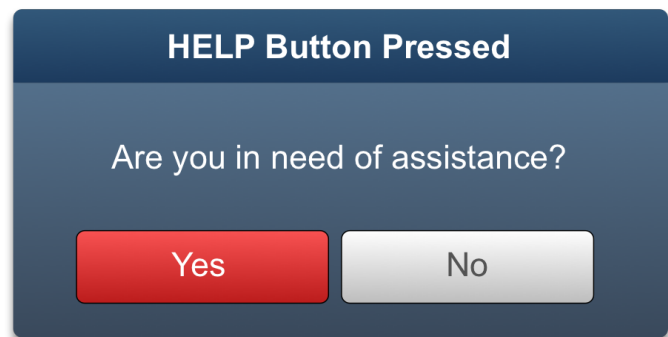 HELP Button Pressed
Are you in need of assistance?
Yes No